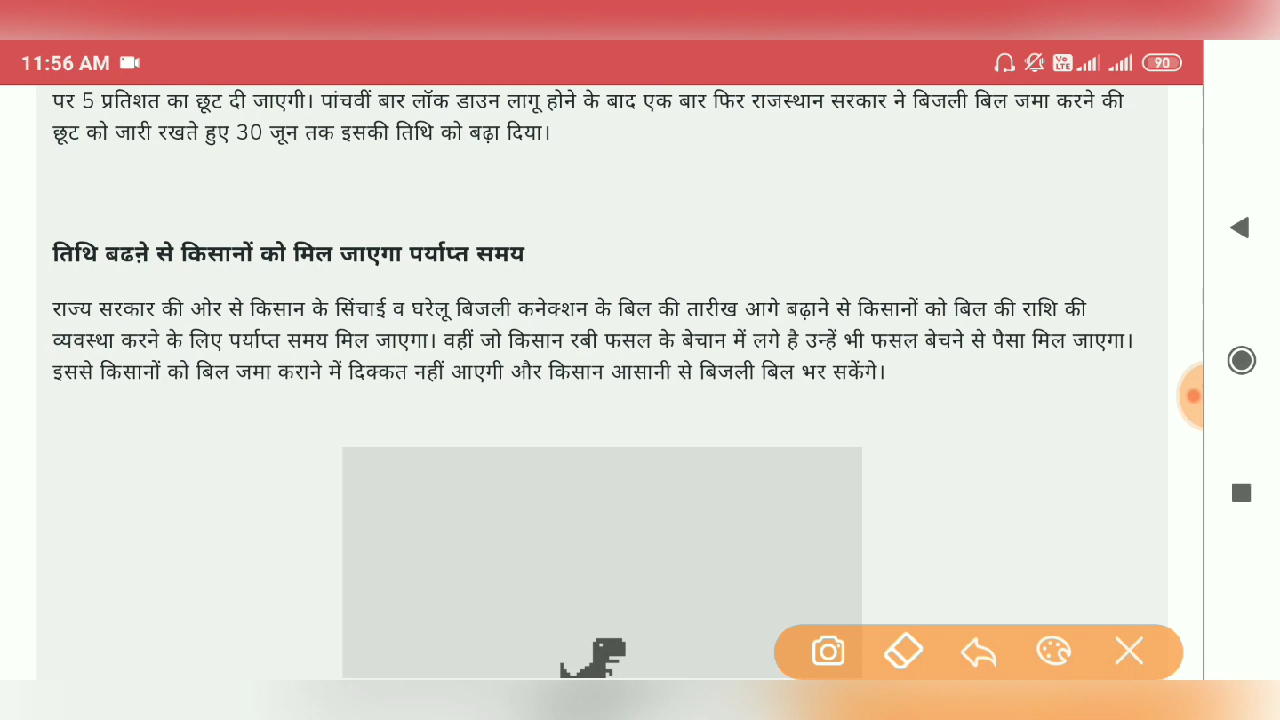 11:56 AM
Vo LTE
90
पर 5 प्रतिशत का छूट दी जाएगी। पांचवीं बार लॉक डाउन लागू होने के बाद एक बार फिर राजस्थान सरकार ने बिजली बिल जमा करने की
छूट को जारी रखते हुए 30 जून तक इसकी तिथि को बढ़ा दिया।
तिथि बढऩे से किसानों को मिल जाएगा पर्याप्त समय
राज्य सरकार की ओर से किसान के सिंचाई व घरेलू बिजली कनेक्शन के बिल की तारीख आगे बढ़ाने से किसानों को बिल की राशि की
व्यवस्था करने के लिए पर्याप्त समय मिल जाएगा। वहीं जो किसान रबी फसल के बेचान में लगे है उन्हें भी फसल बेचने से पैसा मिल जाएगा।
इससे किसानों को बिल जमा कराने में दिक्कत नहीं आएगी और किसान आसानी से बिजली बिल भर सकेंगे।